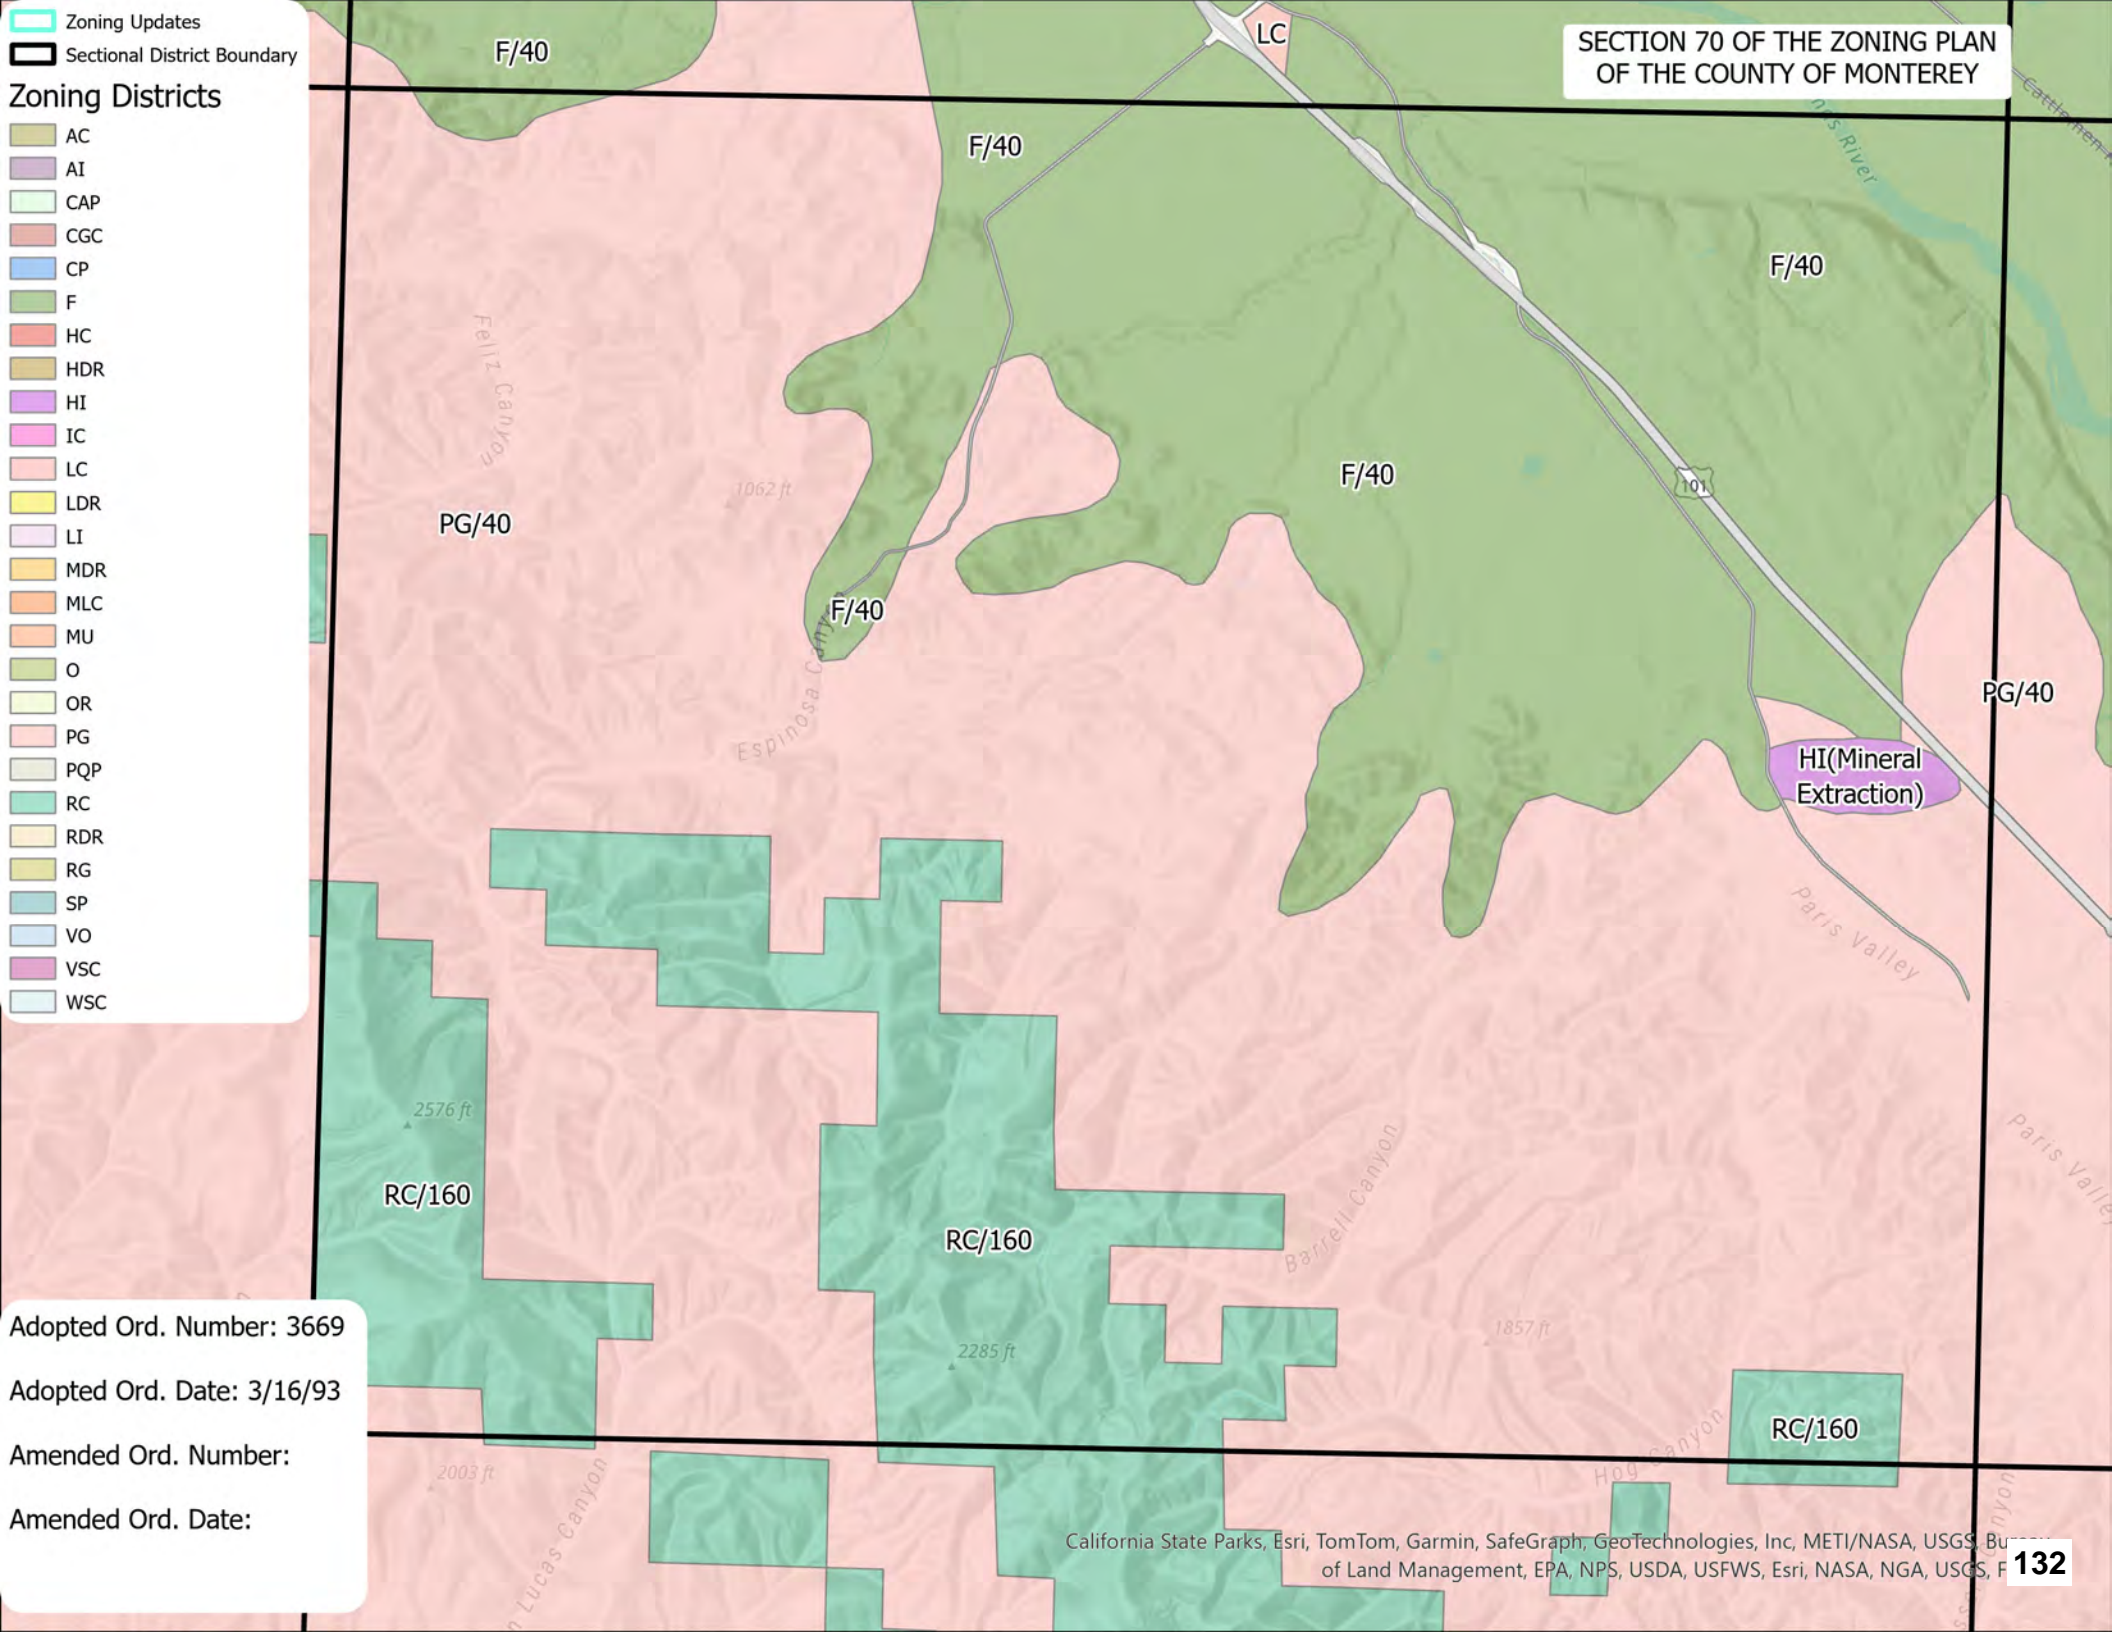 Zoning Updates
Sectional District Boundary
Zoning Districts
AC
AI
CAP
CGC
CP
F
HC
HDR
HI
IC
LC
LDR
LI
MDR
MLC
MU
O
OR
PG
PQP
RC
RDR
RG
SP
VO
VSC
WSC
SECTION 70 OF THE ZONING PLAN
OF THE COUNTY OF MONTEREY
F/40
LC
F/40
River
F/40
Feliz Canyon
1062 ft
PG/40
F/40
101
F/40
Espinosa Canyon
PG/40
HI(Mineral
Extraction)
Paris Valley
2576 ft
RC/160
RC/160
Barrell Canyon
Paris Valley
2285 ft
1857 ft
RC/160
Hog Canyon
2003 ft
Lucas Canyon
Adopted Ord. Number: 3669
Adopted Ord. Date: 3/16/93
Amended Ord. Number:
Amended Ord. Date:
California State Parks, Esri, TomTom, Garmin, SafeGraph, GeoTechnologies, Inc, METI/NASA, USGS, Bureau
of Land Management, EPA, NPS, USDA, USFWS, Esri, NASA, NGA, USGS, F
132